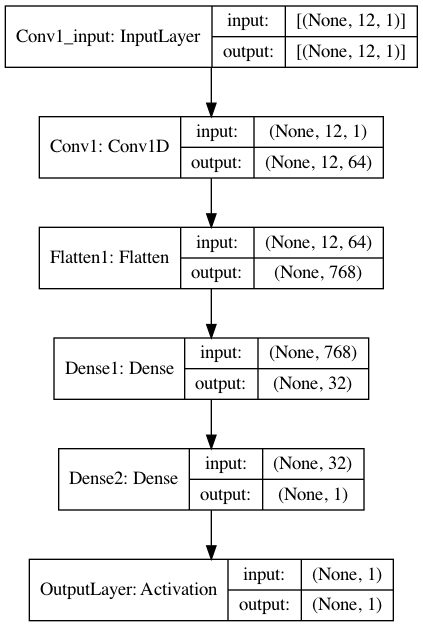 Conv1_input: InputLayer
input: [(None, 12, 1)]
output: [(None, 12, 1)]
Conv1: Conv1D
input: (None, 12, 1)
output: (None, 12, 64)
Flatten1: Flatten
input: (None, 12, 64)
output: (None, 768)
Dense1: Dense
input: (None, 768)
output: (None, 32)
Dense2: Dense
input: (None, 32)
output: (None, 1)
OutputLayer: Activation
input: (None, 1)
output: (None, 1)